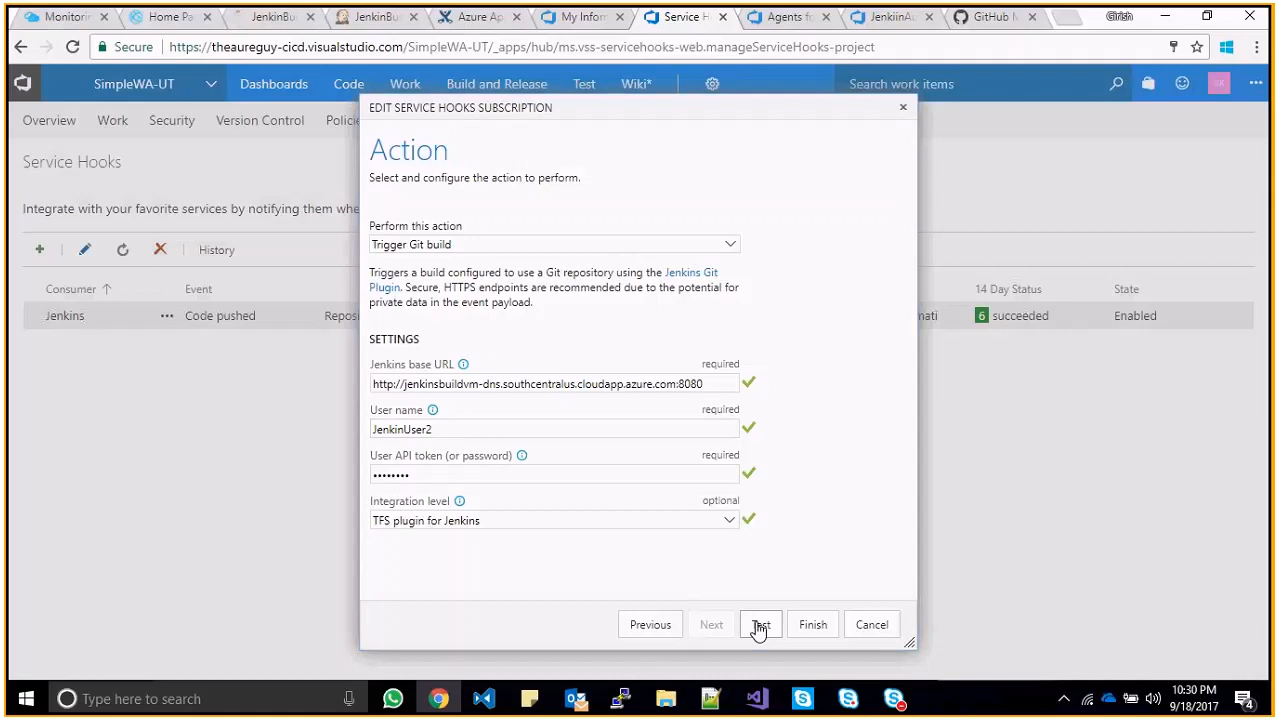 Monitori
Home Pa
JenkinBu
JenkinBu
Azure Ap
My Infor
Service H
Agents fo
JenkiinAu
GitHub M
Girish
Secure
https://theaureguy-cicd.visualstudio.com/SimpleWA-UT/_apps/hub/ms.vss-servicehooks-web.manageServiceHooks-project
SimpleWA-UT
Dashboards
Code
Work
Build and Release
Test
Wiki*
Search work items
Overview
Work
Security
Version Control
Policie
Service Hooks
Integrate with your favorite services by notifying them whe
History
Consumer
Event
14 Day Status
State
Jenkins
Code pushed
Reposi
nati
6 succeeded
Enabled
EDIT SERVICE HOOKS SUBSCRIPTION
Action
Select and configure the action to perform.
Perform this action
Trigger Git build
Triggers a build configured to use a Git repository using the Jenkins Git
Plugin. Secure, HTTPS endpoints are recommended due to the potential for
private data in the event payload.
SETTINGS
Jenkins base URL
required
http://jenkinsbuildvm-dns.southcentralus.cloudapp.azure.com:8080
User name
required
JenkinUser2
User API token (or password)
required
••••••••
Integration level
optional
TFS plugin for Jenkins
Previous
Next
Test
Finish
Cancel
Type here to search
10:30 PM
9/18/2017
4